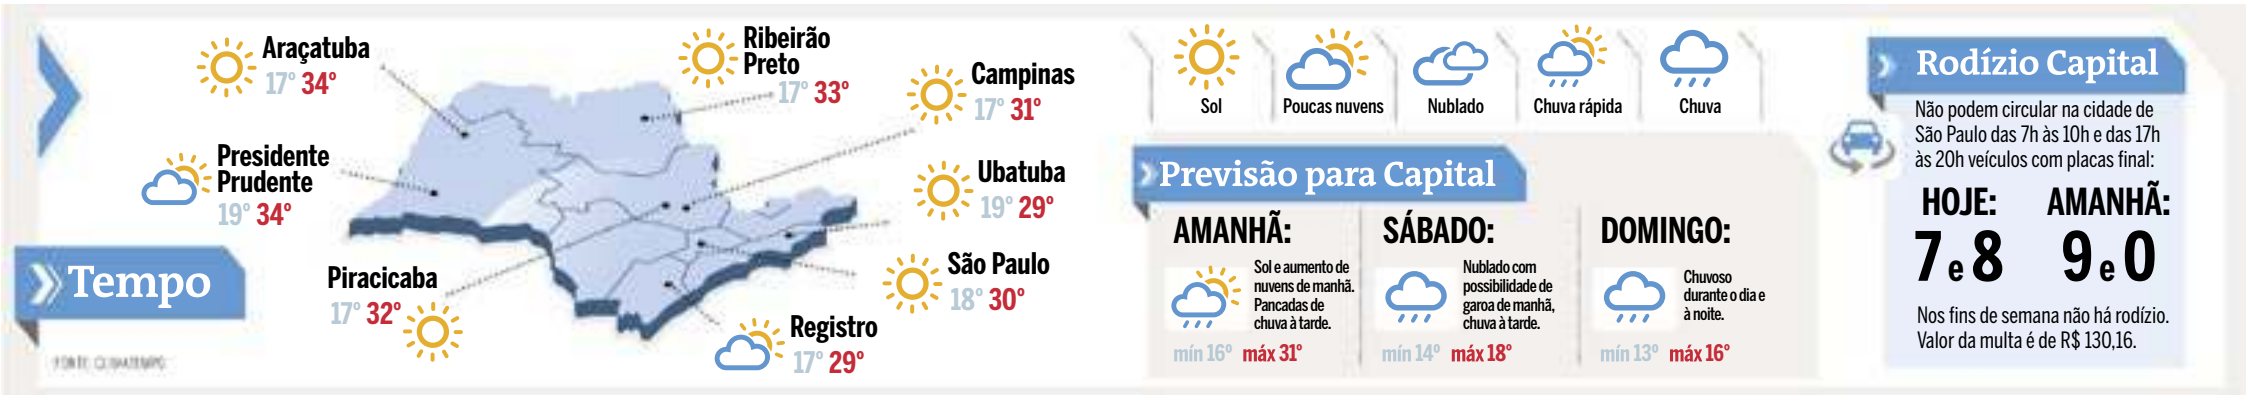 Tempo
FONTE: CLIMATEMPO
Araçatuba
17° 34°
Presidente
Prudente
19° 34°
Piracicaba
17° 32°
Ribeirão
Preto
17° 33°
Campinas
17° 31°
Ubatuba
19° 29°
São Paulo
18° 30°
Registro
17° 29°
Sol
Poucas nuvens
Nublado
Chuva rápida
Chuva
Previsão para Capital
AMANHÃ:
Sol e aumento de
nuvens de manhã.
Pancadas de
chuva à tarde.
mín 16° máx 31°
SÁBADO:
Nublado com
possibilidade de
garoa de manhã,
chuva à tarde.
mín 14° máx 18°
DOMINGO:
Chuvoso
durante o dia e
à noite.
mín 13° máx 16°
Rodízio Capital
Não podem circular na cidade de
São Paulo das 7h às 10h e das 17h
às 20h veículos com placas final:
HOJE:
7 e 8
AMANHÃ:
9 e 0
Nos fins de semana não há rodízio.
Valor da multa é de R$ 130,16.